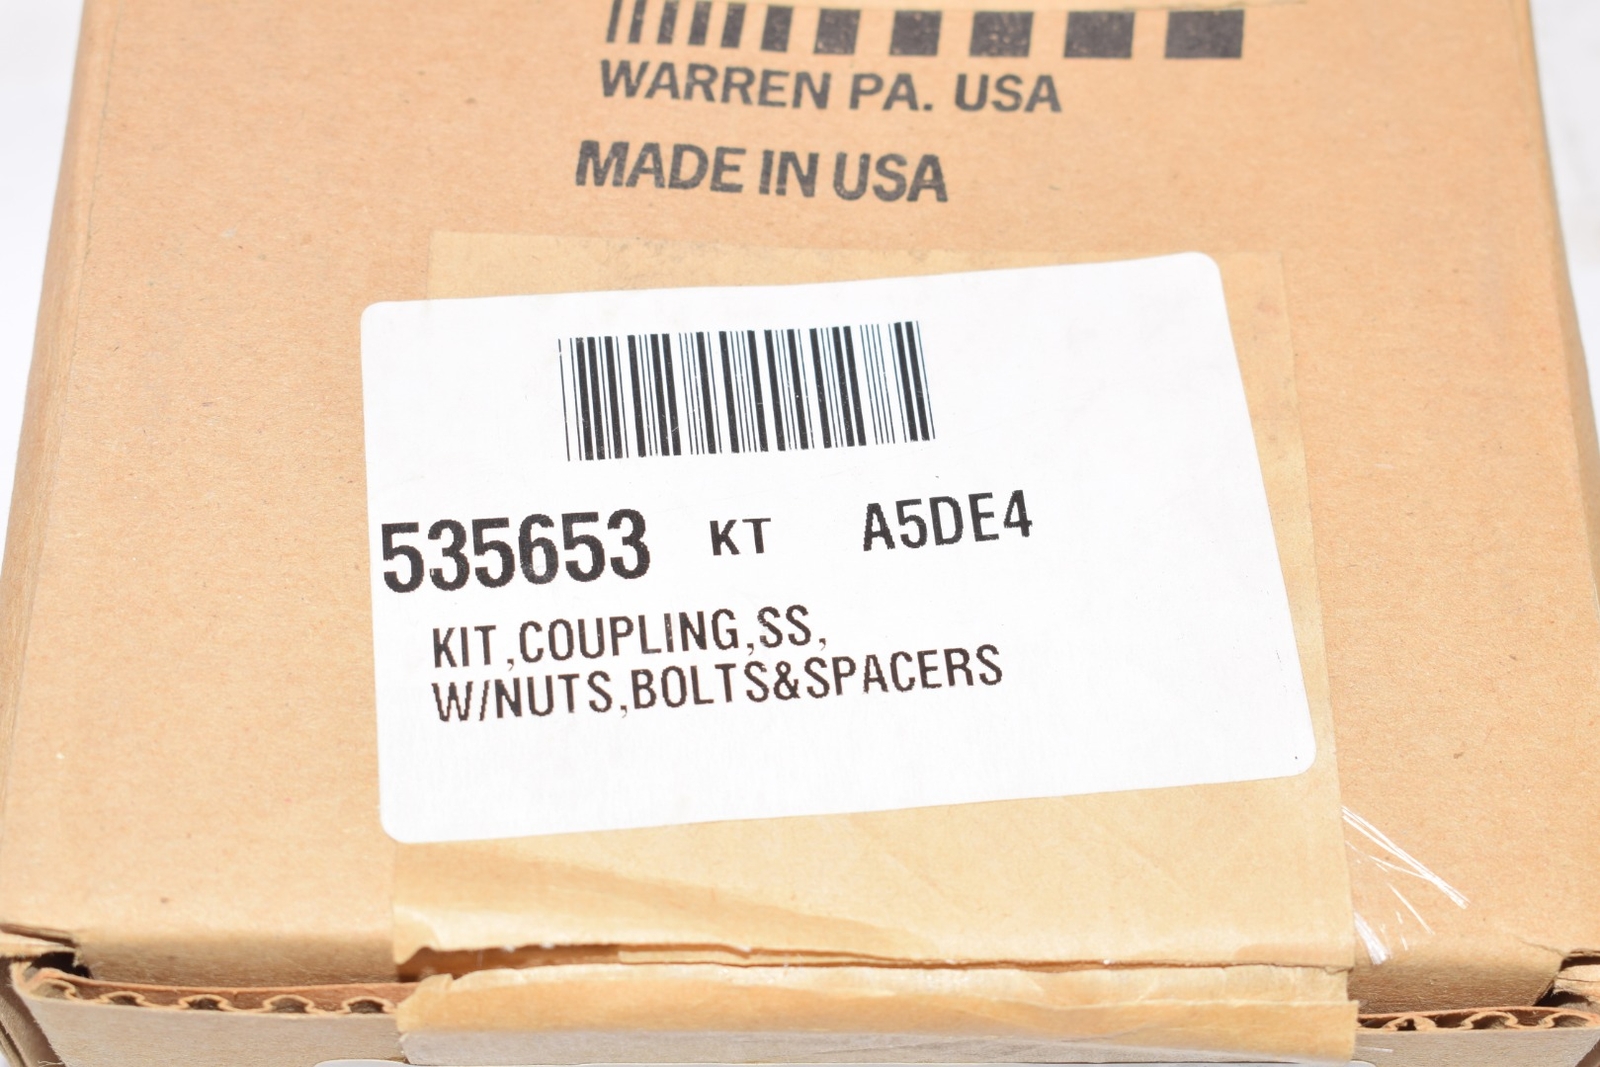 WARREN PA. USA
MADE IN USA
535653 KT A5DE4
KIT,COUPLING,SS,
W/NUTS,BOLTS&SPACERS